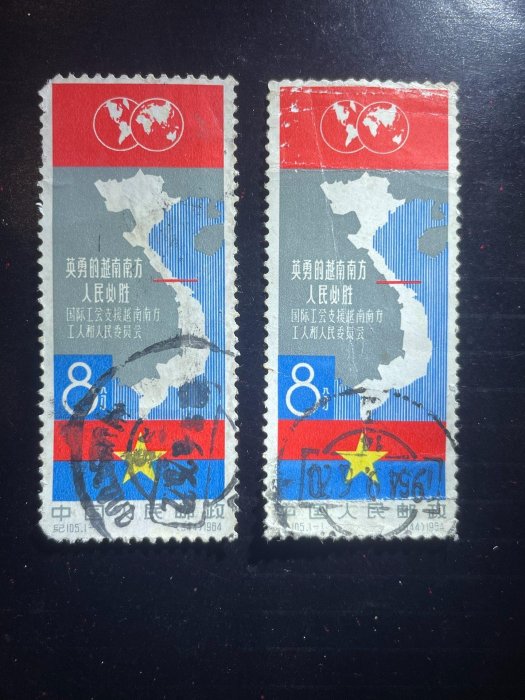 英勇的越南南方
人民必胜
国际工会支援越南南方
工人和人民委员会
8分
中国人民邮政
纪105.1-1 1964
英勇的越南南方
人民必胜
国际工会支援越南南方
工人和人民委员会
8分
中国人民邮政
105.1-1 1964